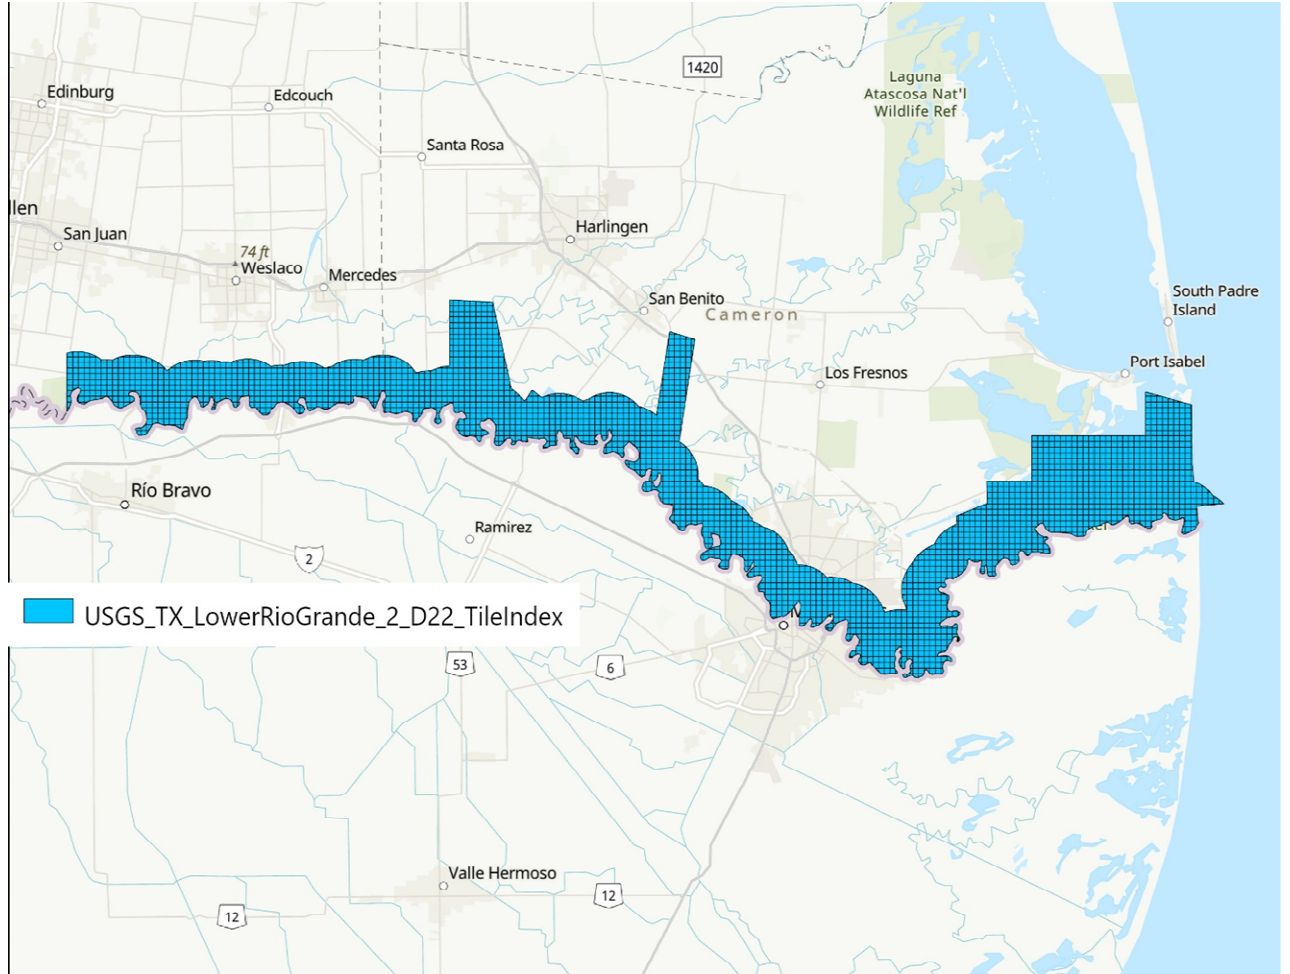 1420
Laguna
Atascosa Nat'l
Wildlife Ref
Edinburg
Edcouch
Santa Rosa
llen
San Juan
Harlingen
74 ft
Weslaco
Mercedes
San Benito
Cameron
South Padre
Island
Port Isabel
Los Fresnos
Río Bravo
Ramirez
2
USGS_TX_LowerRioGrande_2_D22_TileIndex
53
6
Valle Hermoso
12
12